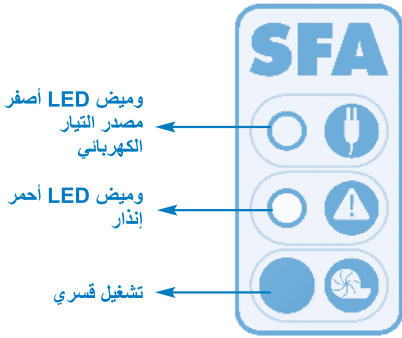 SFA
وميض LED أصفر
مصدر التيار
الكهربائي
وميض LED أحمر
إنذار
تشغيل قسري